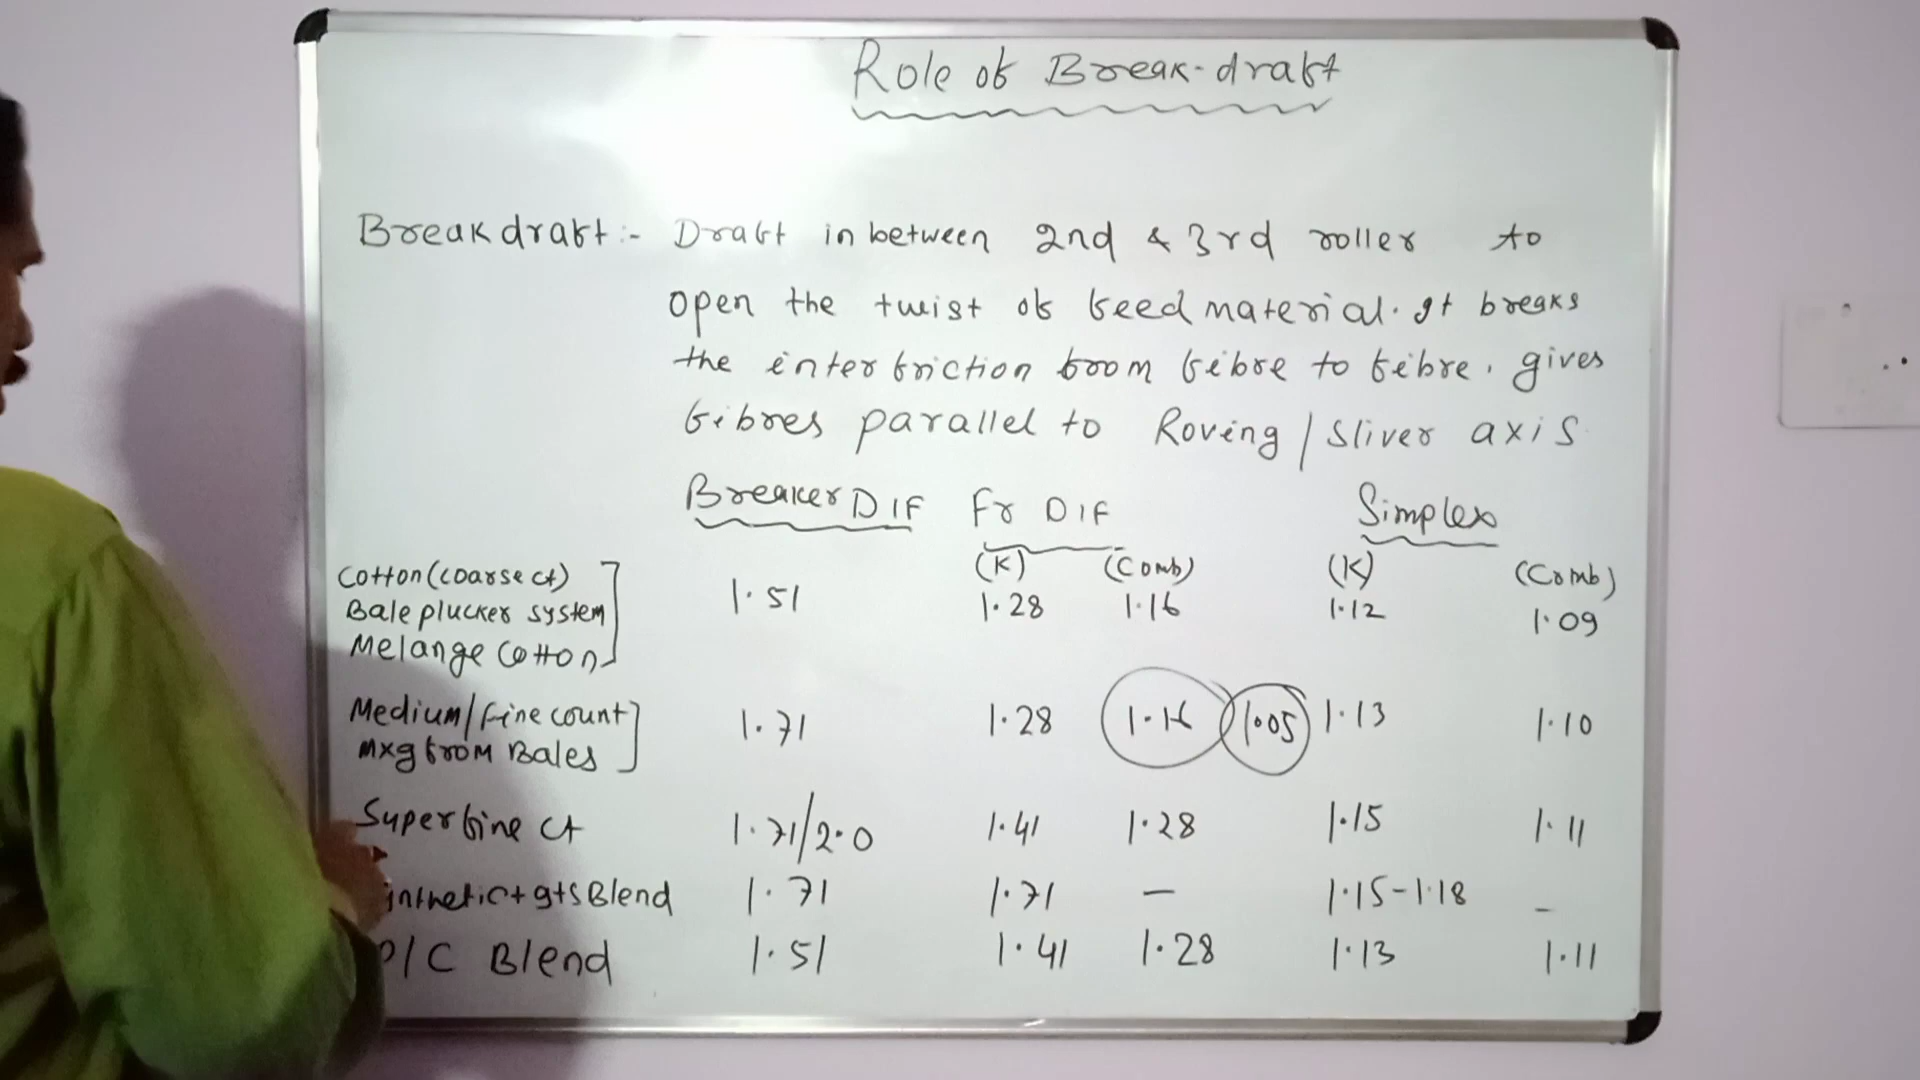 Role of Break-draft
Break draft :- Draft in between 2nd & 3rd roller to
open the twist of feed material. It breaks
the inter friction from fibre to fibre, gives
fibres parallel to Roving / Sliver axis
Breaker D/F Fr D/F Simplex
(K) (Comb) (K) (Comb)
Cotton (coarse ct)
Bale plucker system 1.51 1.28 1.16 1.12 1.09
Melange Cotton
Medium / fine count 1.71 1.28 1.16 1.05 1.13 1.10
Mxg from Bales
Superfine ct 1.71/2.0 1.41 1.28 1.15 1.11
inthetic + Blend 1.71 1.71 — 1.15-1.18 -
P/C Blend 1.51 1.41 1.28 1.13 1.11